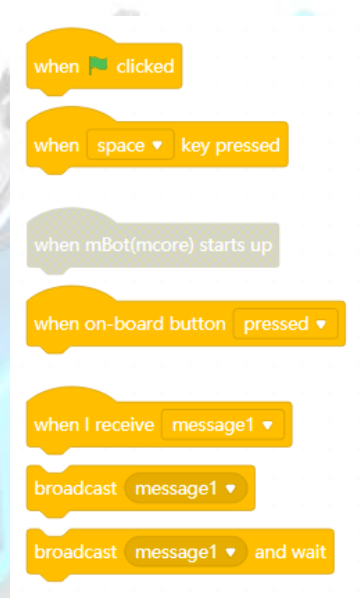 when clicked
when space key pressed
when mBot(mcore) starts up
when on-board button pressed
when I receive message1
broadcast message1
broadcast message1 and wait